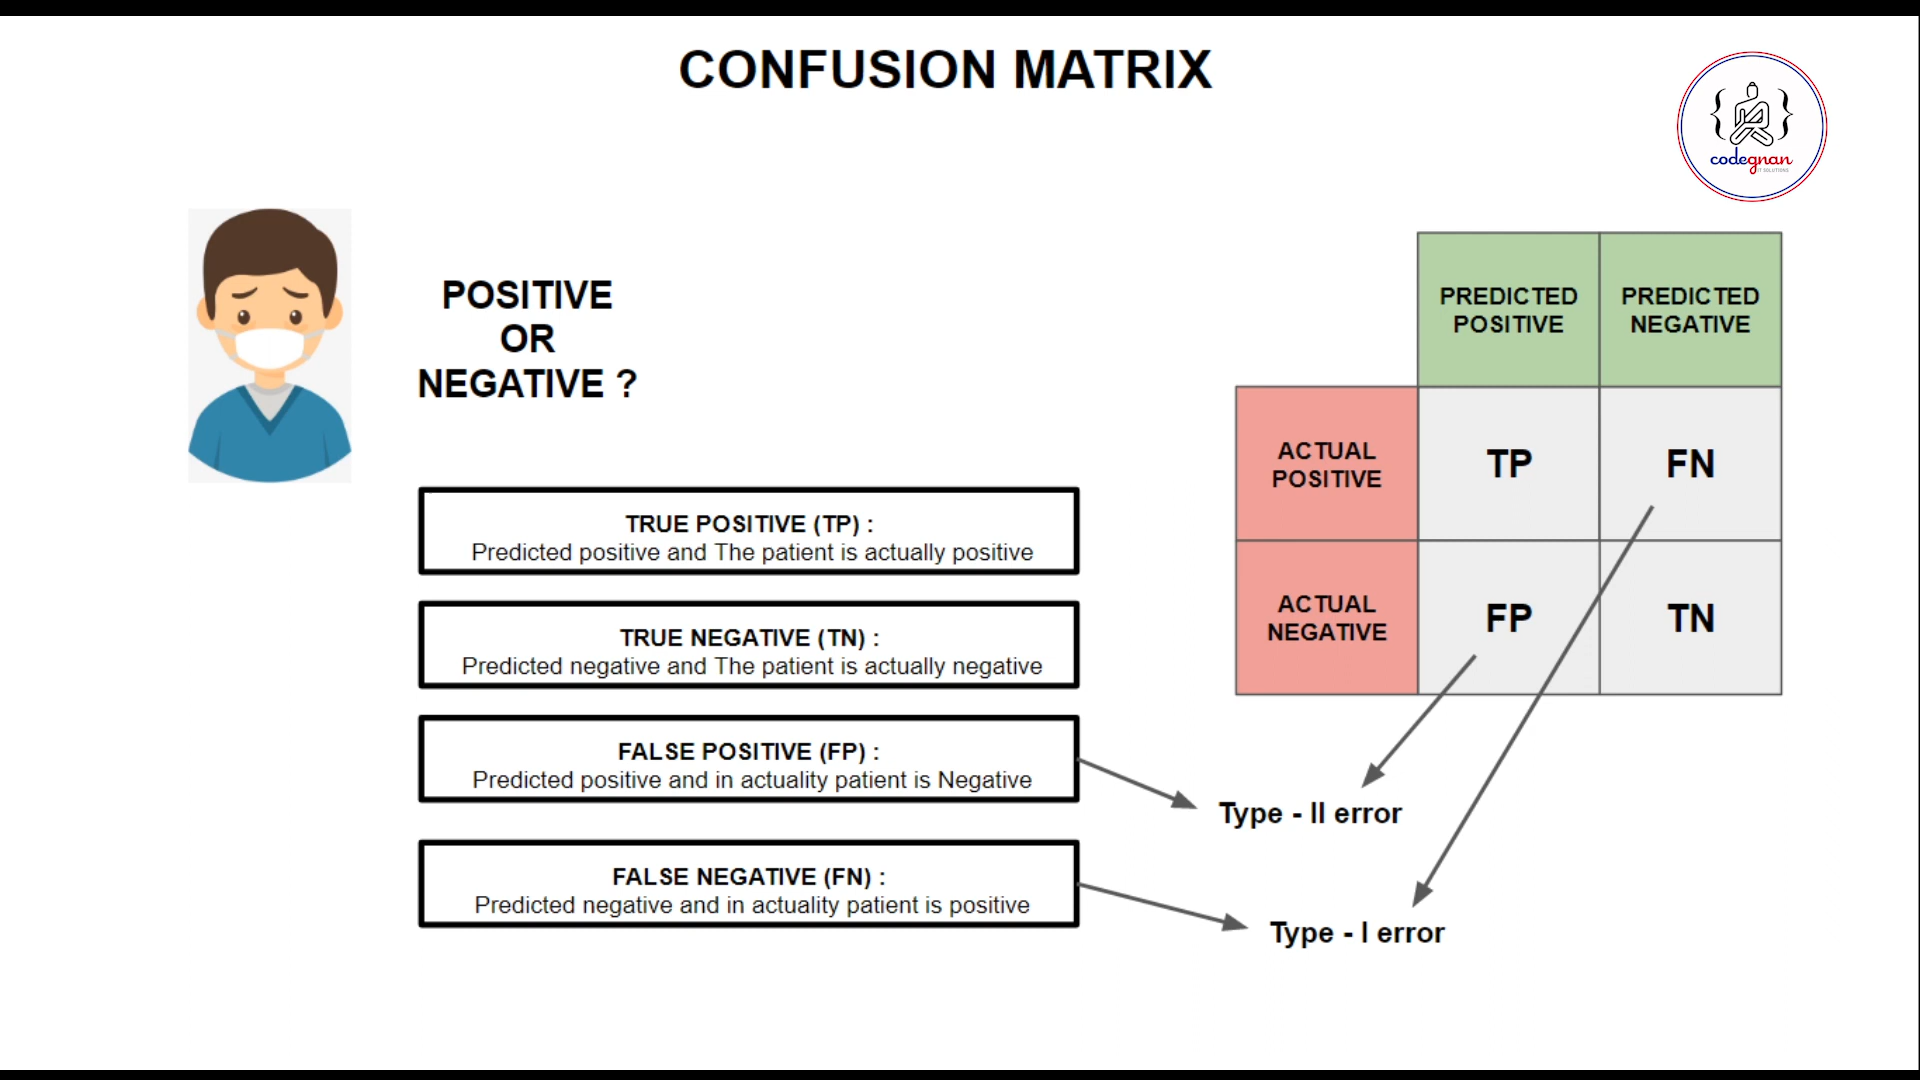 CONFUSION MATRIX
codegnan
IT SOLUTIONS
POSITIVE
OR
NEGATIVE ?
PREDICTED
POSITIVE
PREDICTED
NEGATIVE
ACTUAL
POSITIVE
TP
FN
ACTUAL
NEGATIVE
FP
TN
TRUE POSITIVE (TP) :
Predicted positive and The patient is actually positive
TRUE NEGATIVE (TN) :
Predicted negative and The patient is actually negative
FALSE POSITIVE (FP) :
Predicted positive and in actuality patient is Negative
Type - II error
FALSE NEGATIVE (FN) :
Predicted negative and in actuality patient is positive
Type - I error